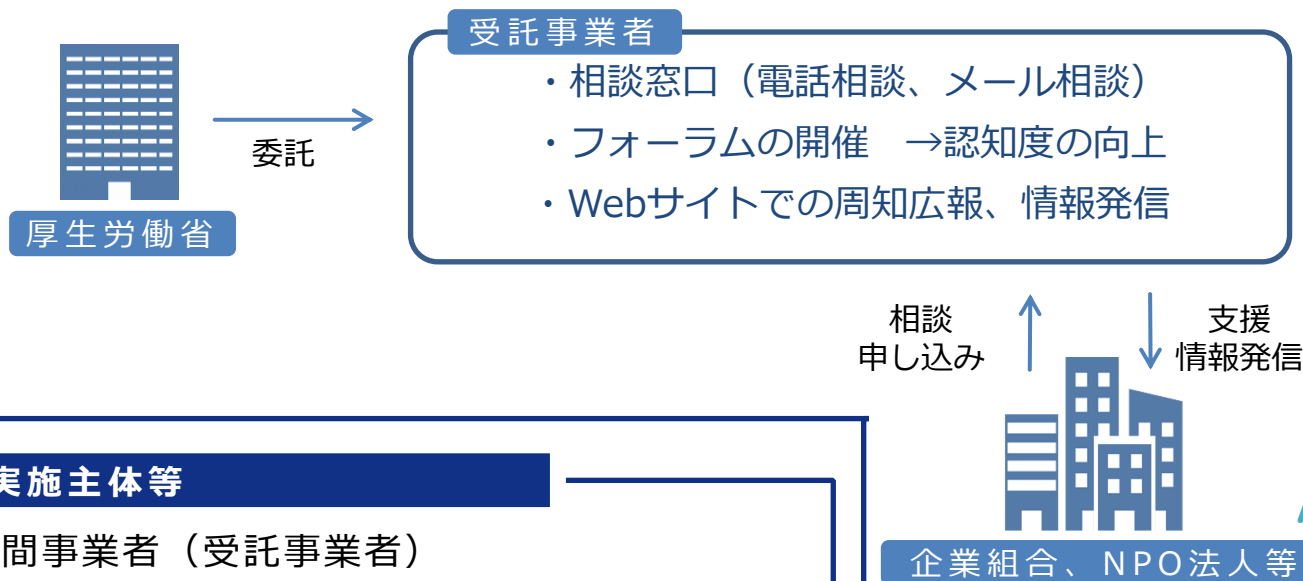 受託事業者
・相談窓口（電話相談、メール相談）
・フォーラムの開催　→認知度の向上
・Webサイトでの周知広報、情報発信
委託
厚生労働省
相談
申し込み
支援
情報発信
実施主体等
間事業者（受託事業者）
企業組合、NPO法人等